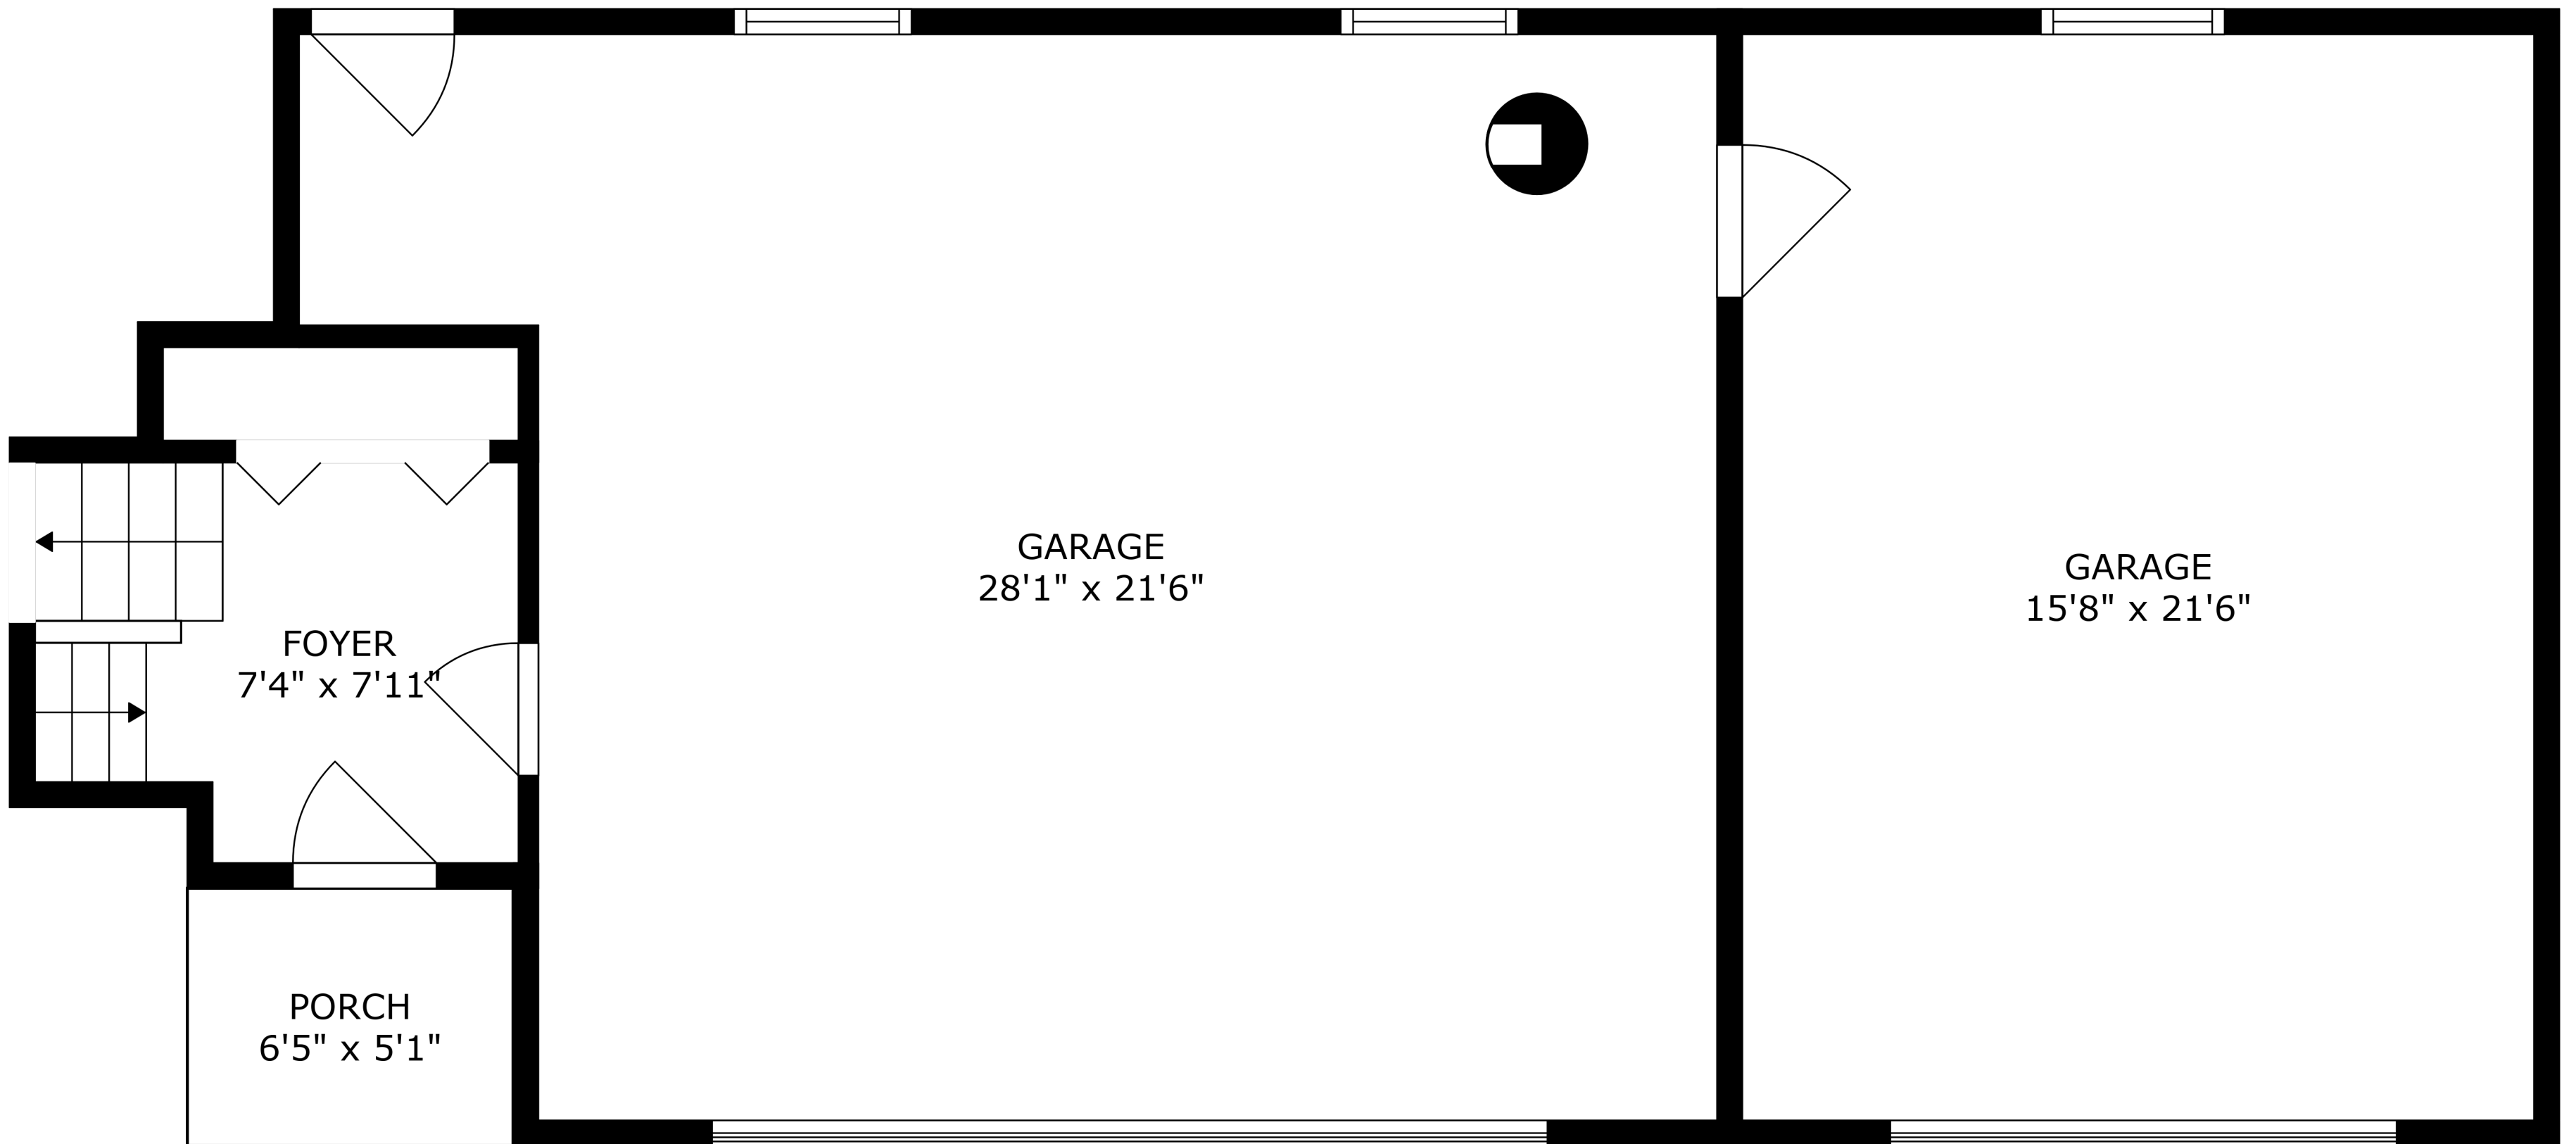 GARAGE
28'1" x 21'6"
GARAGE
15'8" x 21'6"
FOYER
7'4" x 7'11"
PORCH
6'5" x 5'1"